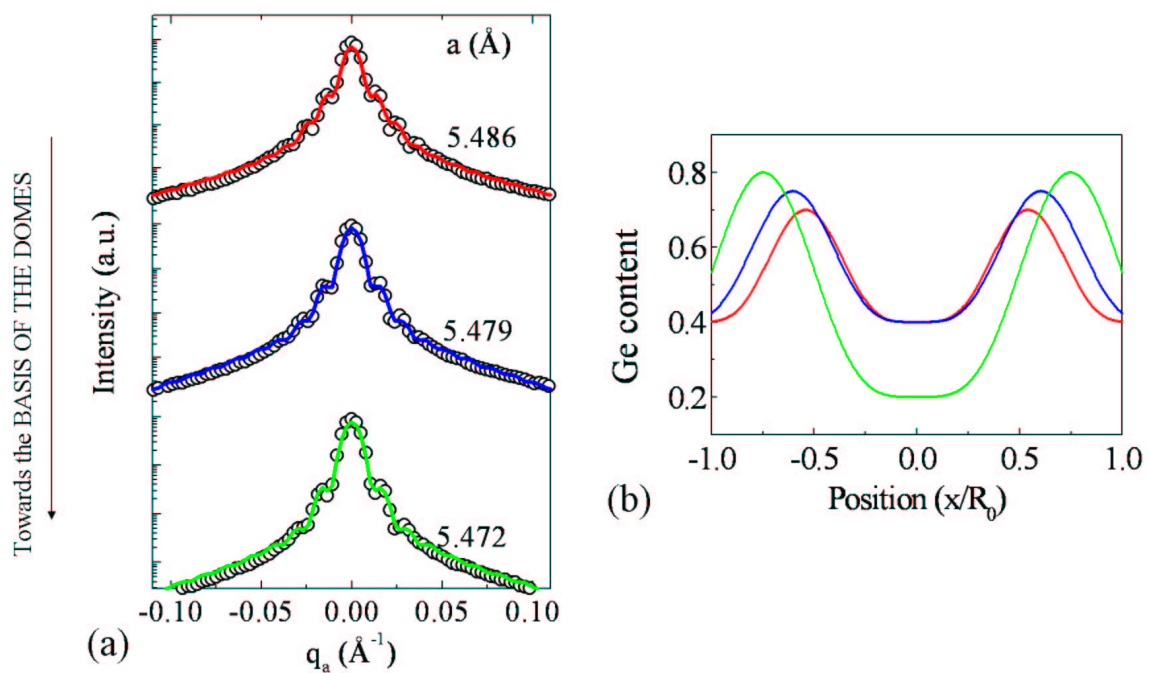 Towards the BASIS OF THE DOMES
Intensity (a.u.)
a (Å)
5.486
5.479
5.472
-0.10 -0.05 0.00 0.05 0.10
qa (Å-1)
(a)
Ge content
0.8
0.6
0.4
0.2
-1.0 -0.5 0.0 0.5 1.0
Position (x/R0)
(b)